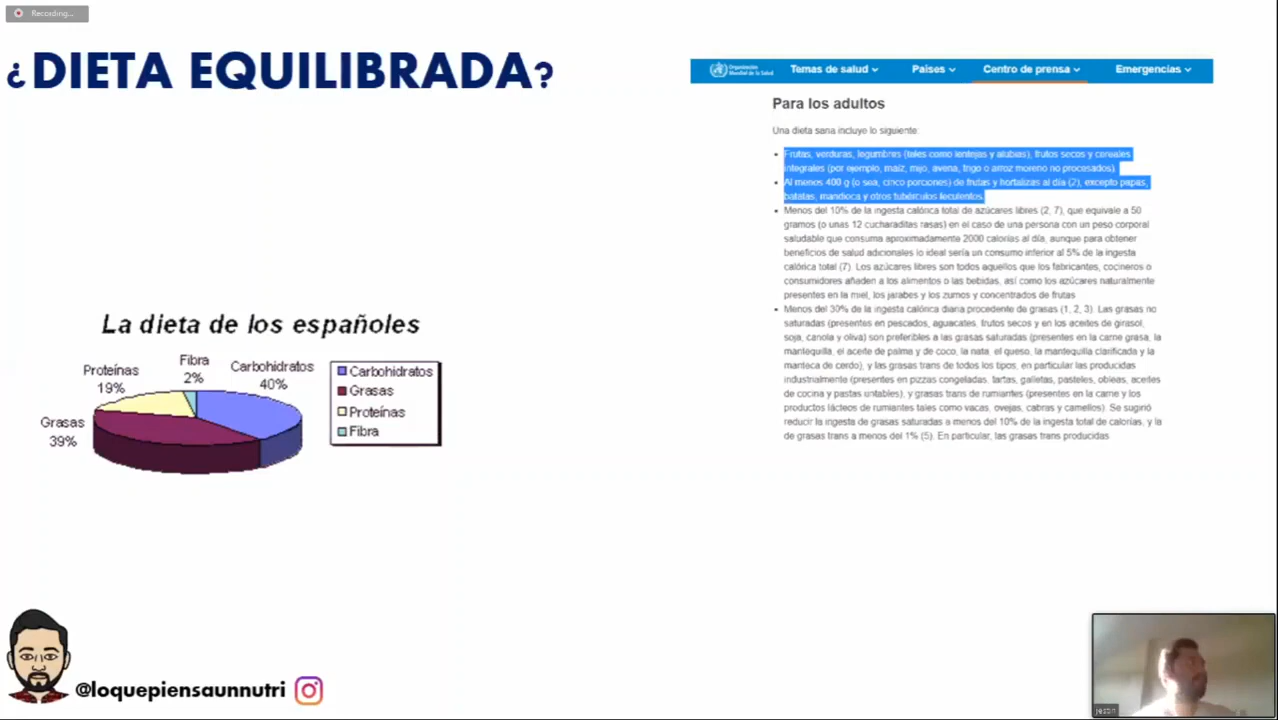 Recording...
¿DIETA EQUILIBRADA?
Organización
Mundial de la Salud
Temas de salud Países Centro de prensa Emergencias
Para los adultos
Una dieta sana incluye lo siguiente:
Frutas, verduras, legumbres (tales como lentejas y alubias), frutos secos y cereales
integrales (por ejemplo, maíz, mijo, avena, trigo o arroz moreno no procesados).
Al menos 400 g (o sea, cinco porciones) de frutas y hortalizas al día (2), excepto papas,
batatas, mandioca y otros tubérculos feculentos.
Menos del 10% de la ingesta calórica total de azúcares libres (2, 7), que equivale a 50
gramos (o unas 12 cucharaditas rasas) en el caso de una persona con un peso corporal
saludable que consuma aproximadamente 2000 calorías al día, aunque para obtener
beneficios de salud adicionales lo ideal sería un consumo inferior al 5% de la ingesta
calórica total (7). Los azúcares libres son todos aquellos que los fabricantes, cocineros o
consumidores añaden a los alimentos o las bebidas, así como los azúcares naturalmente
presentes en la miel, los jarabes y los zumos y concentrados de frutas
Menos del 30% de la ingesta calórica diaria procedente de grasas (1, 2, 3). Las grasas no
saturadas (presentes en pescados, aguacates, frutos secos y en los aceites de girasol,
soja, canola y oliva) son preferibles a las grasas saturadas (presentes en la carne grasa, la
mantequilla, el aceite de palma y de coco, la nata, el queso, la mantequilla clarificada y la
manteca de cerdo), y las grasas trans de todos los tipos, en particular las producidas
industrialmente (presentes en pizzas congeladas, tartas, galletas, pasteles, obleas, aceites
de cocina y pastas untables), y grasas trans de rumiantes (presentes en la carne y los
productos lácteos de rumiantes tales como vacas, ovejas, cabras y camellos). Se sugirió
reducir la ingesta de grasas saturadas a menos del 10% de la ingesta total de calorías, y la
de grasas trans a menos del 1% (5). En particular, las grasas trans producidas
La dieta de los españoles
Proteínas
19%
Fibra
2%
Carbohidratos
40%
Grasas
39%
Carbohidratos
Grasas
Proteínas
Fibra
@loquepiensaunnutri